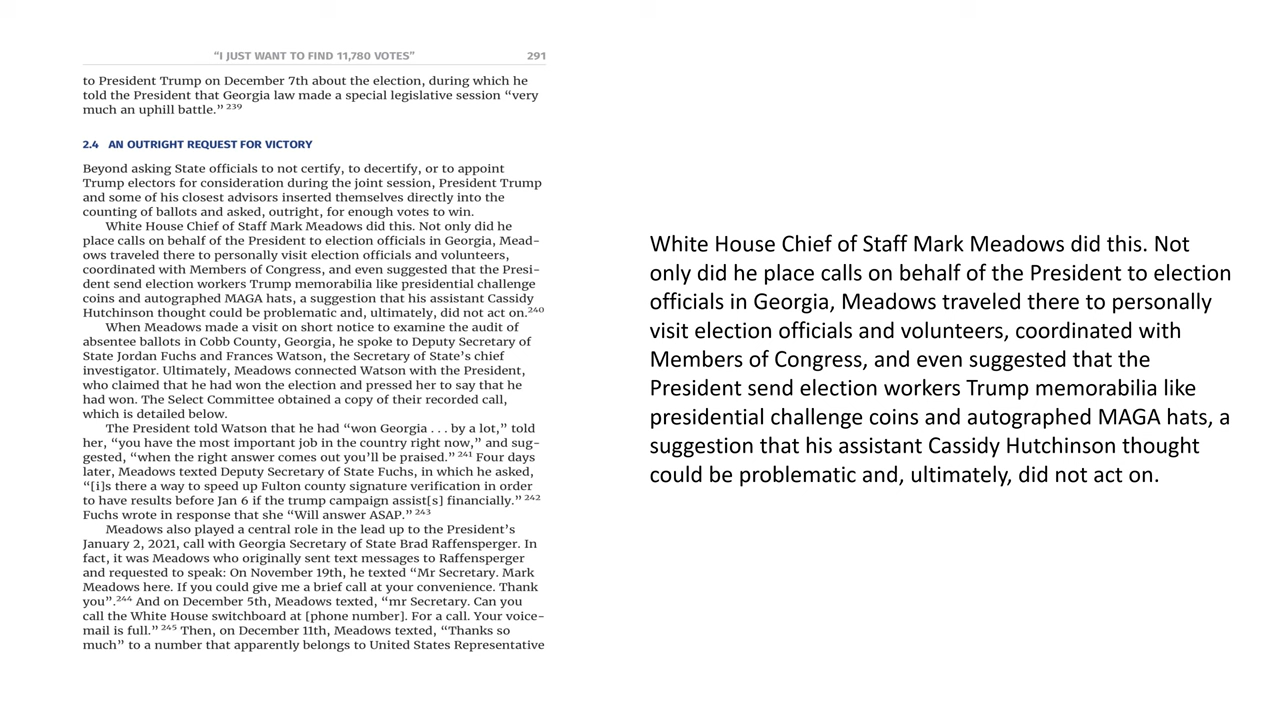 “I JUST WANT TO FIND 11,780 VOTES” 291
to President Trump on December 7th about the election, during which he
told the President that Georgia law made a special legislative session “very
much an uphill battle.” 239
2.4 AN OUTRIGHT REQUEST FOR VICTORY
Beyond asking State officials to not certify, to decertify, or to appoint
Trump electors for consideration during the joint session, President Trump
and some of his closest advisors inserted themselves directly into the
counting of ballots and asked, outright, for enough votes to win.
White House Chief of Staff Mark Meadows did this. Not only did he
place calls on behalf of the President to election officials in Georgia, Mead-
ows traveled there to personally visit election officials and volunteers,
coordinated with Members of Congress, and even suggested that the Presi-
dent send election workers Trump memorabilia like presidential challenge
coins and autographed MAGA hats, a suggestion that his assistant Cassidy
Hutchinson thought could be problematic and, ultimately, did not act on.240
When Meadows made a visit on short notice to examine the audit of
absentee ballots in Cobb County, Georgia, he spoke to Deputy Secretary of
State Jordan Fuchs and Frances Watson, the Secretary of State’s chief
investigator. Ultimately, Meadows connected Watson with the President,
who claimed that he had won the election and pressed her to say that he
had won. The Select Committee obtained a copy of their recorded call,
which is detailed below.
The President told Watson that he had “won Georgia . . . by a lot,” told
her, “you have the most important job in the country right now,” and sug-
gested, “when the right answer comes out you’ll be praised.” 241 Four days
later, Meadows texted Deputy Secretary of State Fuchs, in which he asked,
“[i]s there a way to speed up Fulton county signature verification in order
to have results before Jan 6 if the trump campaign assist[s] financially.” 242
Fuchs wrote in response that she “Will answer ASAP.” 243
Meadows also played a central role in the lead up to the President’s
January 2, 2021, call with Georgia Secretary of State Brad Raffensperger. In
fact, it was Meadows who originally sent text messages to Raffensperger
and requested to speak: On November 19th, he texted “Mr Secretary. Mark
Meadows here. If you could give me a brief call at your convenience. Thank
you”.244 And on December 5th, Meadows texted, “mr Secretary. Can you
call the White House switchboard at [phone number]. For a call. Your voice-
mail is full.” 245 Then, on December 11th, Meadows texted, “Thanks so
much” to a number that apparently belongs to United States Representative
White House Chief of Staff Mark Meadows did this. Not
only did he place calls on behalf of the President to election
officials in Georgia, Meadows traveled there to personally
visit election officials and volunteers, coordinated with
Members of Congress, and even suggested that the
President send election workers Trump memorabilia like
presidential challenge coins and autographed MAGA hats, a
suggestion that his assistant Cassidy Hutchinson thought
could be problematic and, ultimately, did not act on.